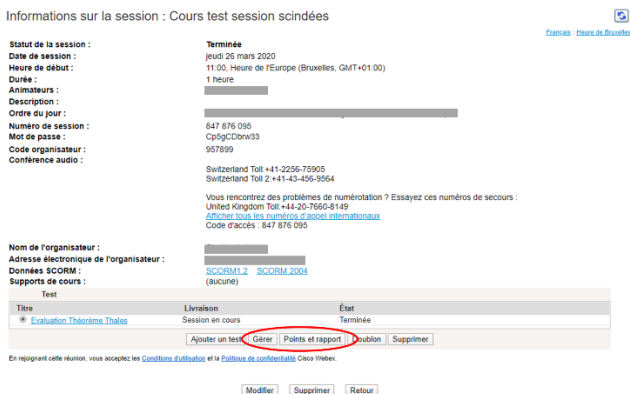 Informations sur la session : Cours test session scindées
Français : Heure de Bruxelles
Statut de la session : Terminée
Date de session : jeudi 26 mars 2020
Heure de début : 11:00, Heure de l'Europe (Bruxelles, GMT+01:00)
Durée : 1 heure
Animateurs :
Description :
Ordre du jour :
Numéro de session : 847 876 095
Mot de passe : Cp5gCDbrw33
Code organisateur : 957899
Conférence audio :
Switzerland Toll:+41-2256-75905
Switzerland Toll 2:+41-43-456-9564
Vous rencontrez des problèmes de numérotation ? Essayez ces numéros de secours :
United Kingdom Toll:+44-20-7660-8149
Afficher tous les numéros d'appel internationaux
Code d'accès : 847 876 095
Nom de l'organisateur :
Adresse électronique de l'organisateur :
Données SCORM : SCORM1.2 SCORM 2004
Supports de cours : (aucune)
Test
Titre Livraison État
Evaluation Théorème Thales Session en cours Terminée
Ajouter un test Gérer Points et rapport Doublon Supprimer
En rejoignant cette réunion, vous acceptez les Conditions d'utilisation et la Politique de confidentialité Cisco Webex.
Modifier Supprimer Retour